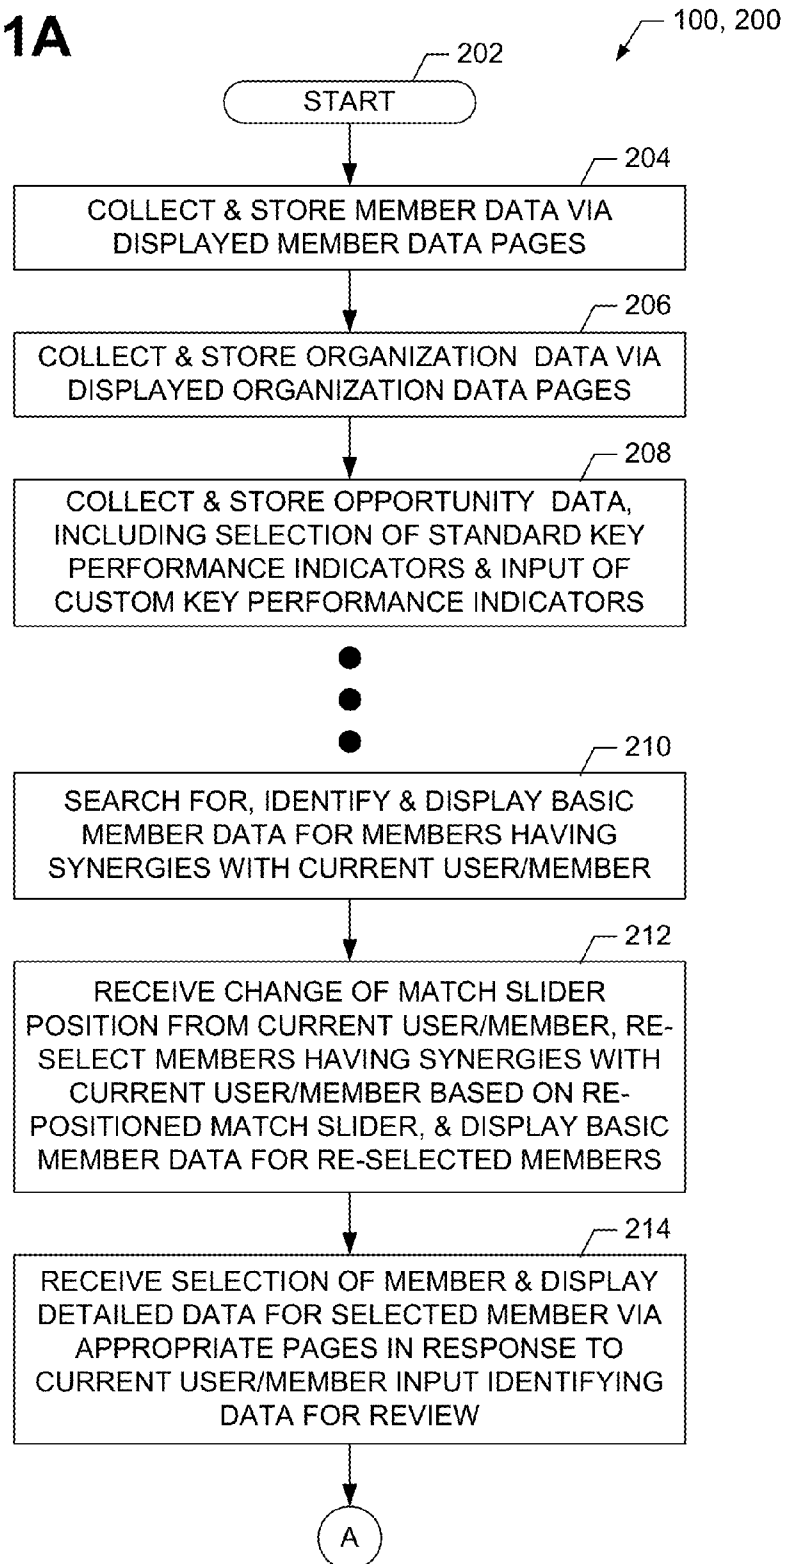 1A
100, 200
202
START
204
COLLECT & STORE MEMBER DATA VIA
DISPLAYED MEMBER DATA PAGES
206
COLLECT & STORE ORGANIZATION DATA VIA
DISPLAYED ORGANIZATION DATA PAGES
208
COLLECT & STORE OPPORTUNITY DATA,
INCLUDING SELECTION OF STANDARD KEY
PERFORMANCE INDICATORS & INPUT OF
CUSTOM KEY PERFORMANCE INDICATORS
210
SEARCH FOR, IDENTIFY & DISPLAY BASIC
MEMBER DATA FOR MEMBERS HAVING
SYNERGIES WITH CURRENT USER/MEMBER
212
RECEIVE CHANGE OF MATCH SLIDER
POSITION FROM CURRENT USER/MEMBER, RE-
SELECT MEMBERS HAVING SYNERGIES WITH
CURRENT USER/MEMBER BASED ON RE-
POSITIONED MATCH SLIDER, & DISPLAY BASIC
MEMBER DATA FOR RE-SELECTED MEMBERS
214
RECEIVE SELECTION OF MEMBER & DISPLAY
DETAILED DATA FOR SELECTED MEMBER VIA
APPROPRIATE PAGES IN RESPONSE TO
CURRENT USER/MEMBER INPUT IDENTIFYING
DATA FOR REVIEW
A